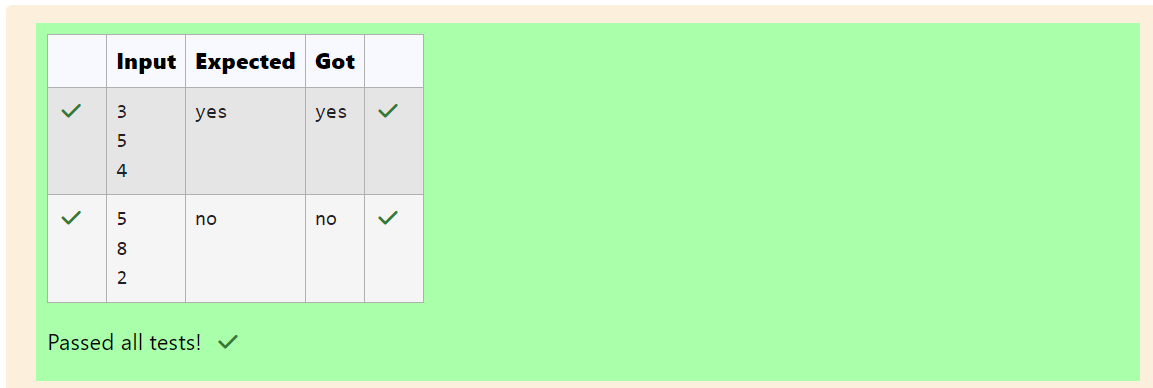 Input Expected Got
3 yes yes
5
4
5 no no
8
2
Passed all tests!